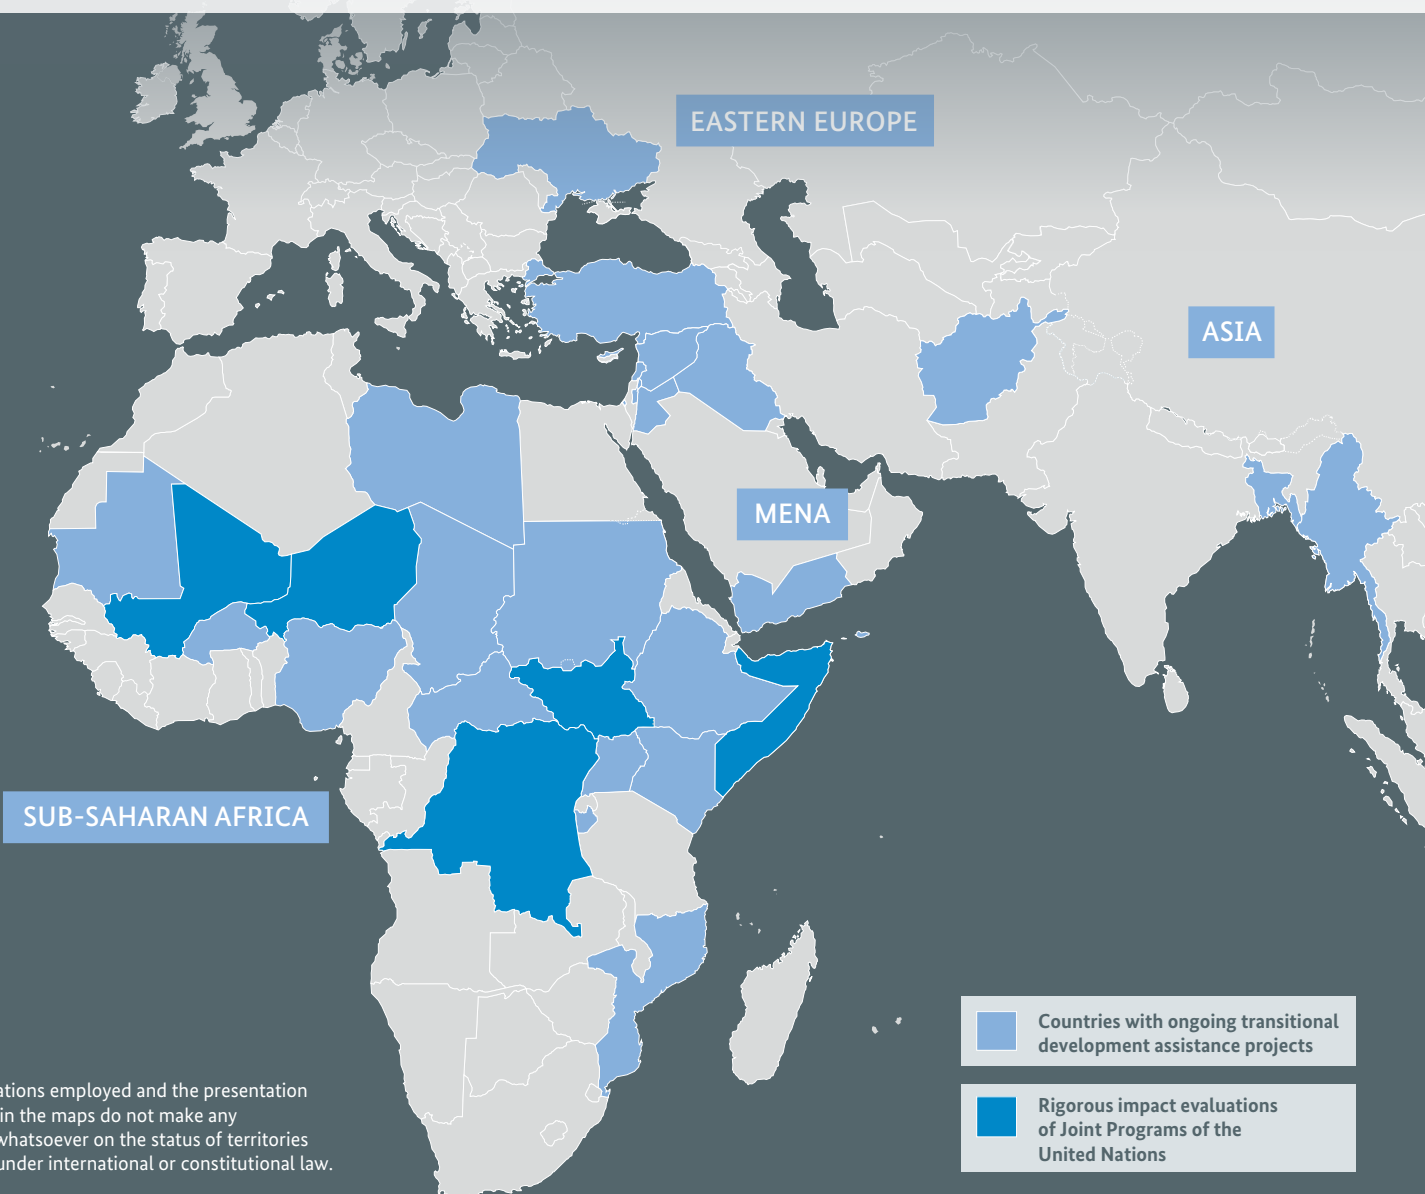 EASTERN EUROPE
ASIA
MENA
SUB-SAHARAN AFRICA
Countries with ongoing transitional
development assistance projects
Rigorous impact evaluations
of Joint Programs of the
United Nations
employed and the presentation
in the maps do not make any
whatsoever on the status of territories
under international or constitutional law.